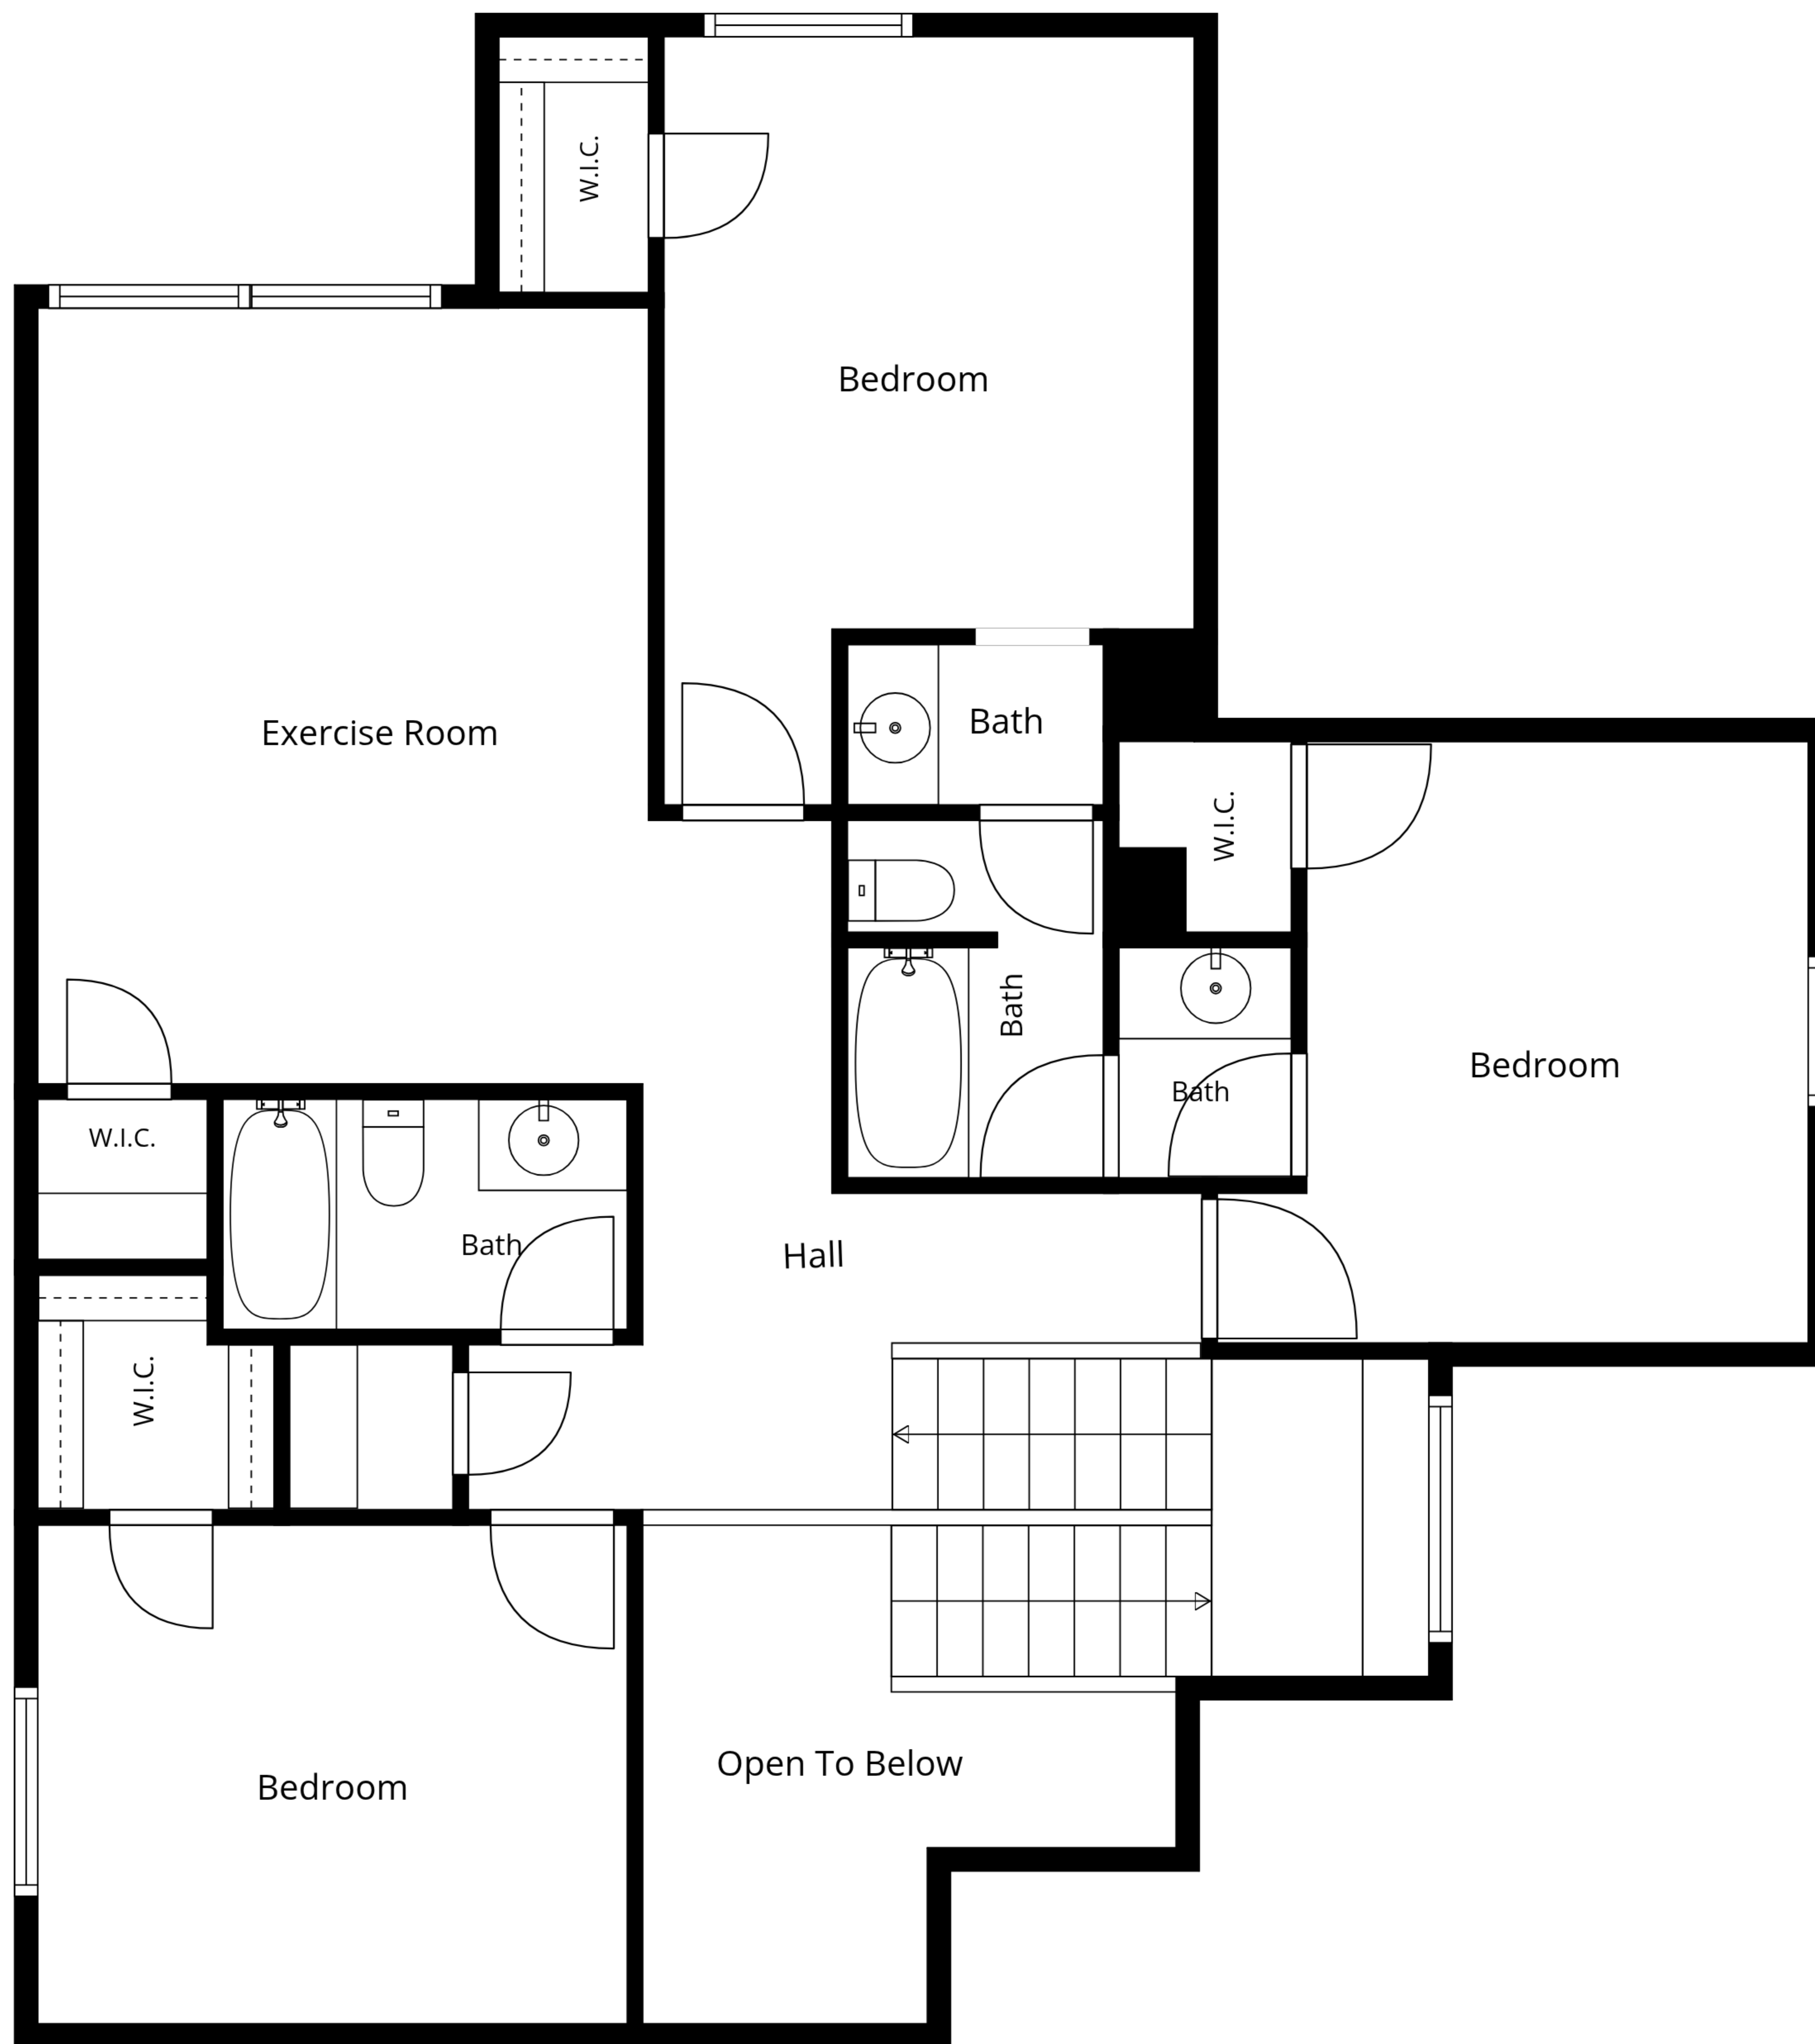 W.I.C.
Bedroom
Exercise Room
Bath
W.I.C.
Bath
Bedroom
Bath
W.I.C.
Bath
Hall
W.I.C.
Open To Below
Bedroom